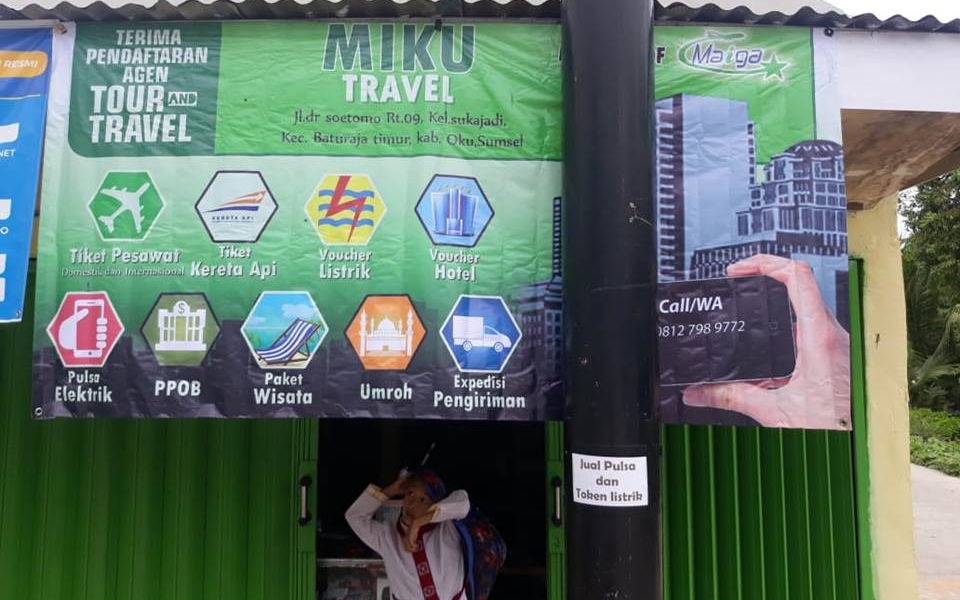 RESMI
NET
TERIMA
PENDAFTARAN
AGEN
TOUR AND
TRAVEL
MIKU
TRAVEL
Jl.dr soetomo Rt.09, Kel.sukajadi,
Kec. Baturaja timur, kab. Oku,Sumsel
OF Maiga
KERETA API
Tiket Pesawat
Domestik dan Internasional
Tiket
Kereta Api
Voucher
Listrik
Voucher
Hotel
Pulsa
Elektrik
PPOB
Paket
Wisata
Umroh
Expedisi
Pengiriman
Call/WA
0812 798 9772
Jual Pulsa
dan
Token listrik